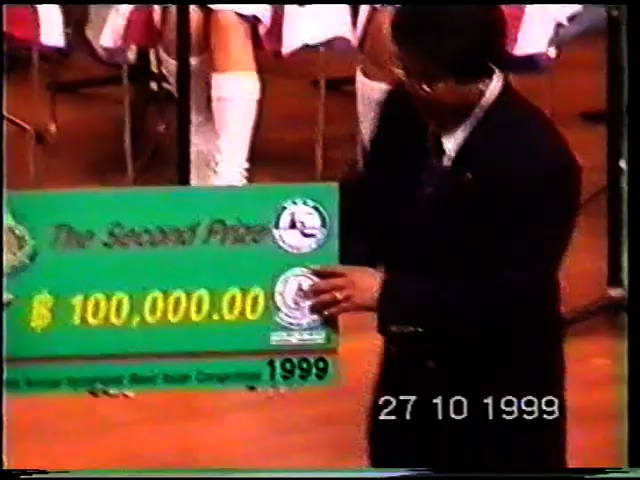 The Second Prize
$ 100,000.00
1999
27 10 1999